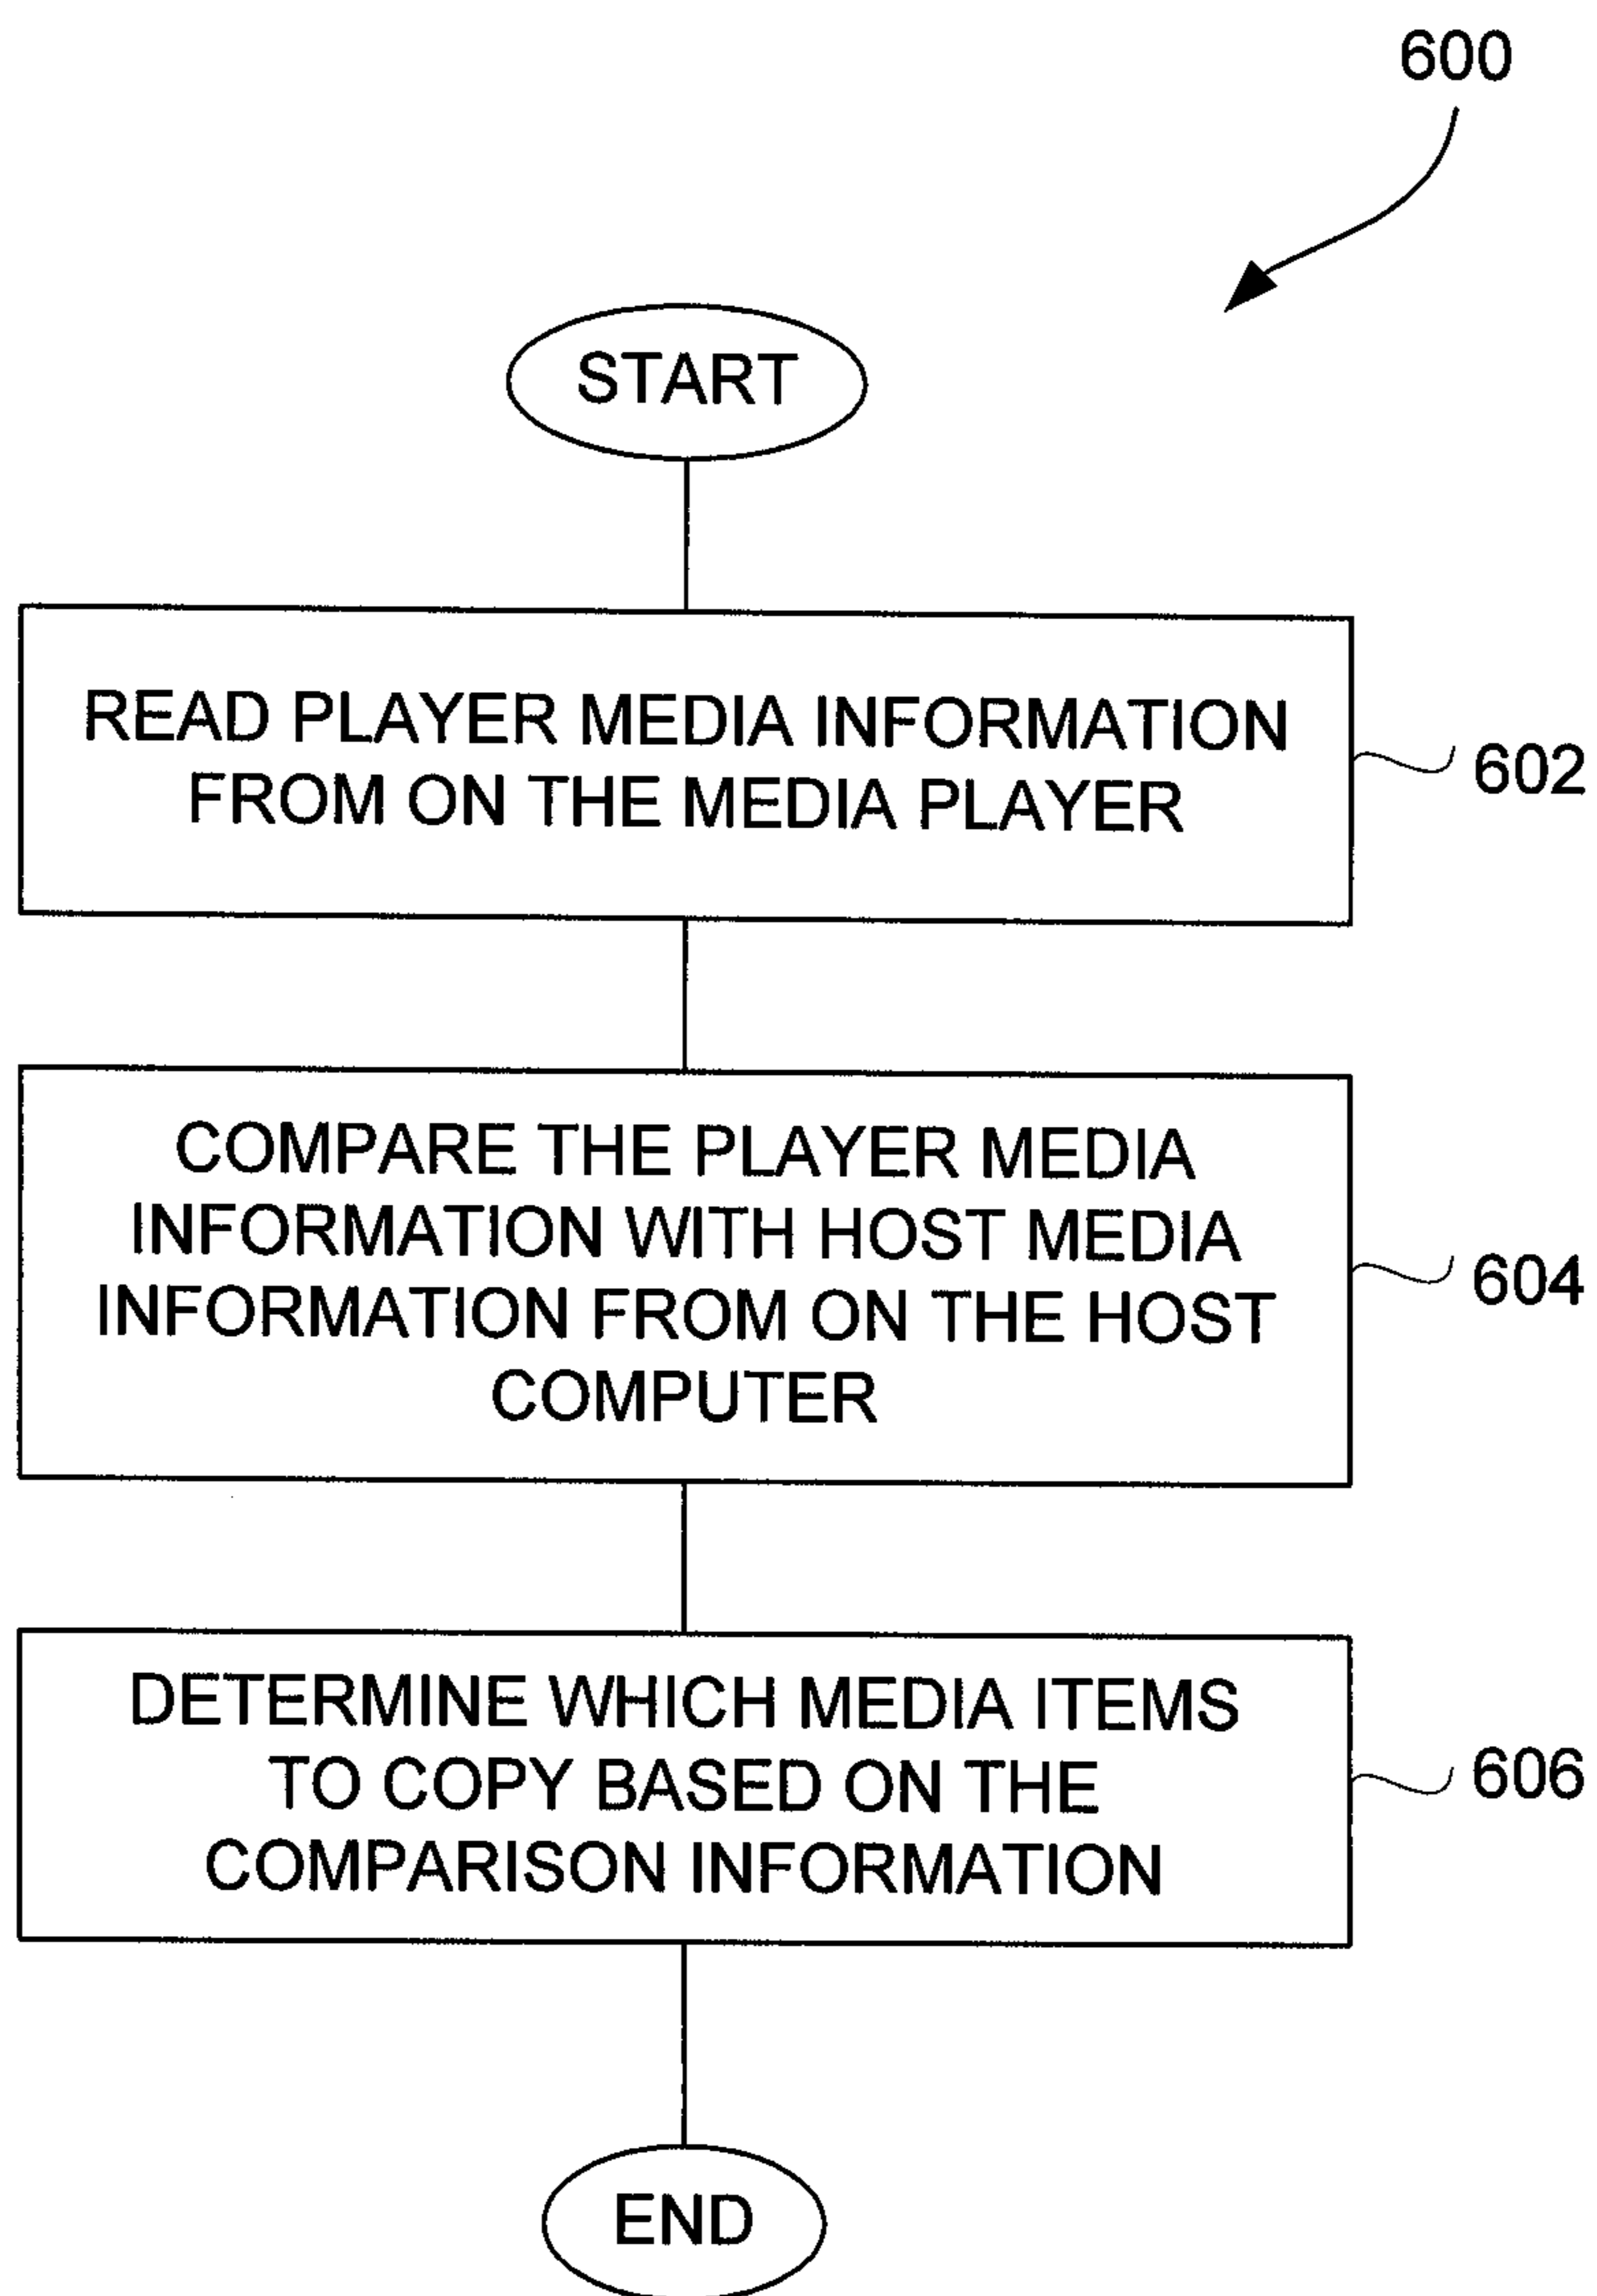 600
START
READ PLAYER MEDIA INFORMATION
FROM ON THE MEDIA PLAYER
602
COMPARE THE PLAYER MEDIA
INFORMATION WITH HOST MEDIA
INFORMATION FROM ON THE HOST
COMPUTER
604
DETERMINE WHICH MEDIA ITEMS
TO COPY BASED ON THE
COMPARISON INFORMATION
606
END